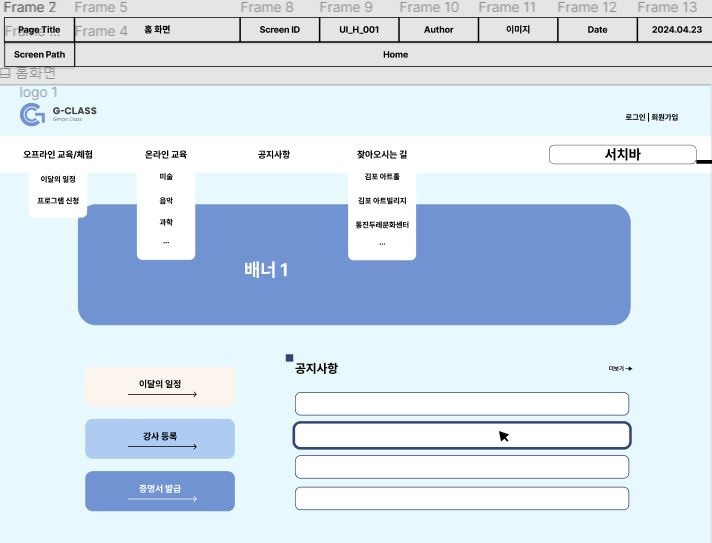 Frame 2 Frame 5 Frame 8 Frame 9 Frame 10 Frame 11 Frame 12 Frame 13
Page Title 홈 화면 Screen ID UI_H_001 Author 이미지 Date 2024.04.23
Frame 4
Screen Path Home
홈화면
logo 1
G-CLASS
Gimpo Class
로그인 | 회원가입
오프라인 교육/체험 온라인 교육 공지사항 찾아오시는 길 서치바
이달의 일정
프로그램 신청
미술
음악
과학
...
김포 아트홀
김포 아트빌리지
통진두레문화센터
...
배너 1
이달의 일정
강사 등록
증명서 발급
공지사항 더보기